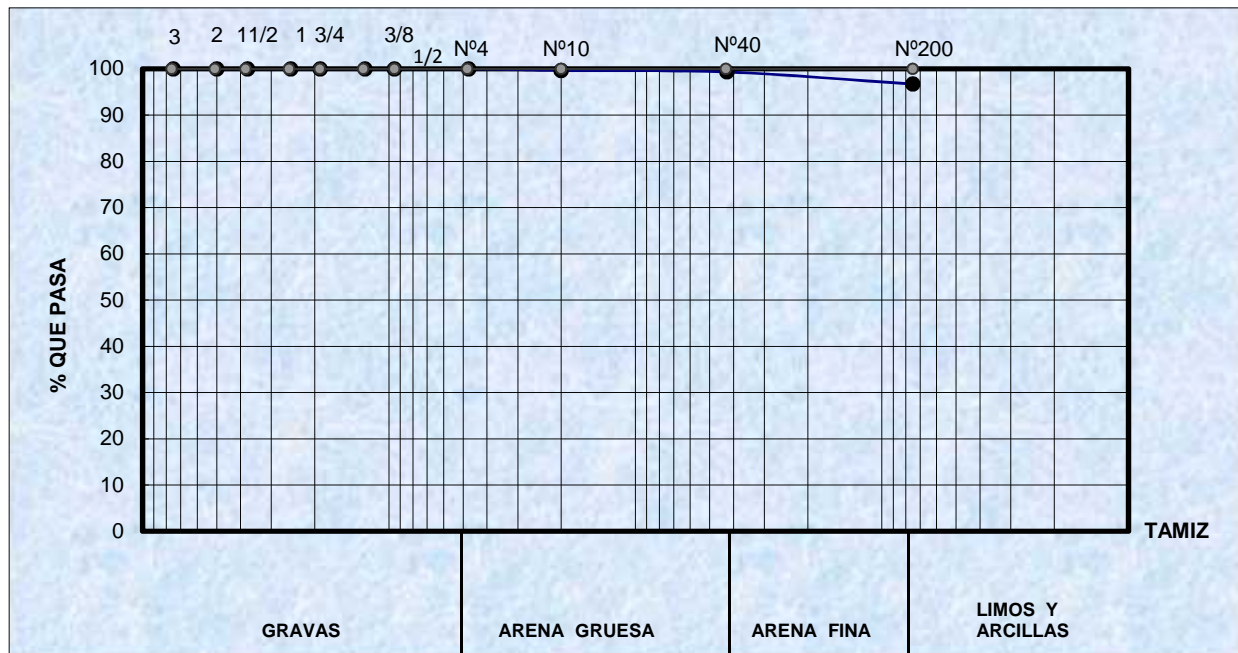 3 2 11/2 1 3/4 3/8 1/2 Nº4 Nº10 Nº40 Nº200
100
90
80
70
60
50
40
30
20
10
0
% QUE PASA
TAMIZ
GRAVAS
ARENA GRUESA
ARENA FINA
LIMOS Y
ARCILLAS